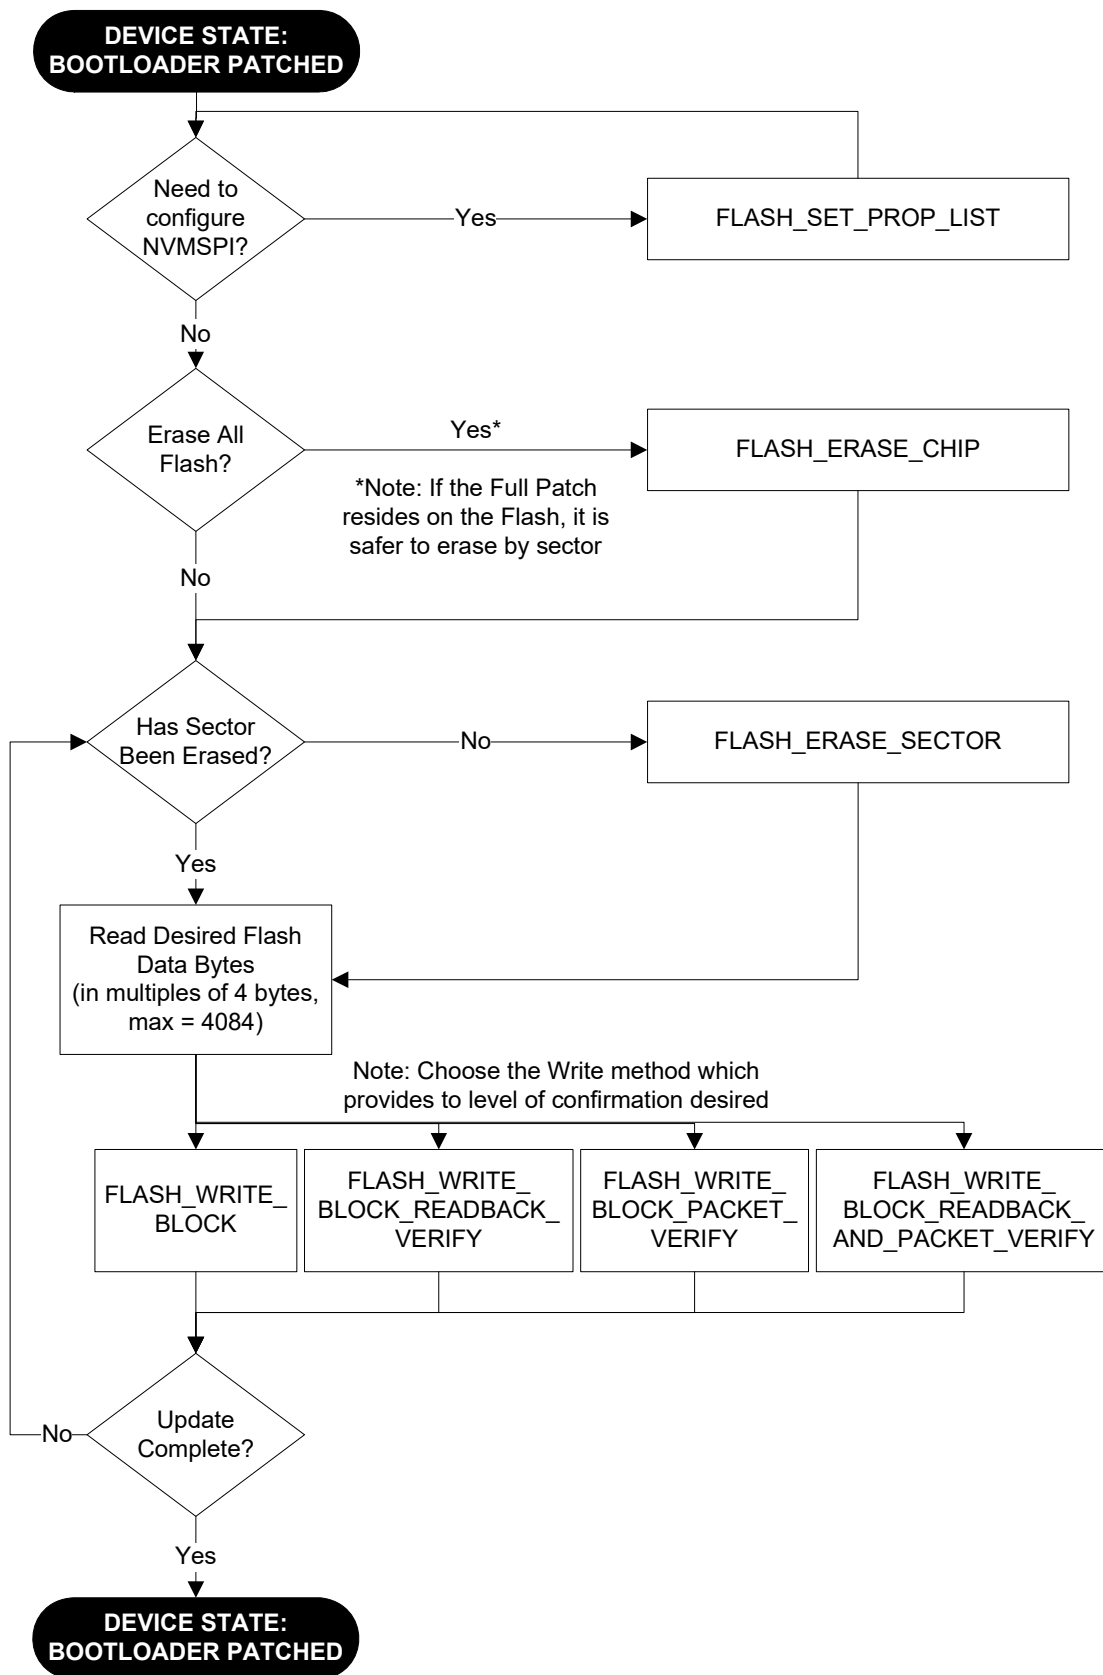 DEVICE STATE:
BOOTLOADER PATCHED
Need to
configure
NVMSPI?
Yes
FLASH_SET_PROP_LIST
No
Erase All
Flash?
Yes*
FLASH_ERASE_CHIP
*Note: If the Full Patch
resides on the Flash, it is
safer to erase by sector
No
Has Sector
Been Erased?
No
FLASH_ERASE_SECTOR
Yes
Read Desired Flash
Data Bytes
(in multiples of 4 bytes,
max = 4084)
Note: Choose the Write method which
provides to level of confirmation desired
FLASH_WRITE_
BLOCK
FLASH_WRITE_
BLOCK_READBACK_
VERIFY
FLASH_WRITE_
BLOCK_PACKET_
VERIFY
FLASH_WRITE_
BLOCK_READBACK_
AND_PACKET_VERIFY
Update
Complete?
No
Yes
DEVICE STATE:
BOOTLOADER PATCHED